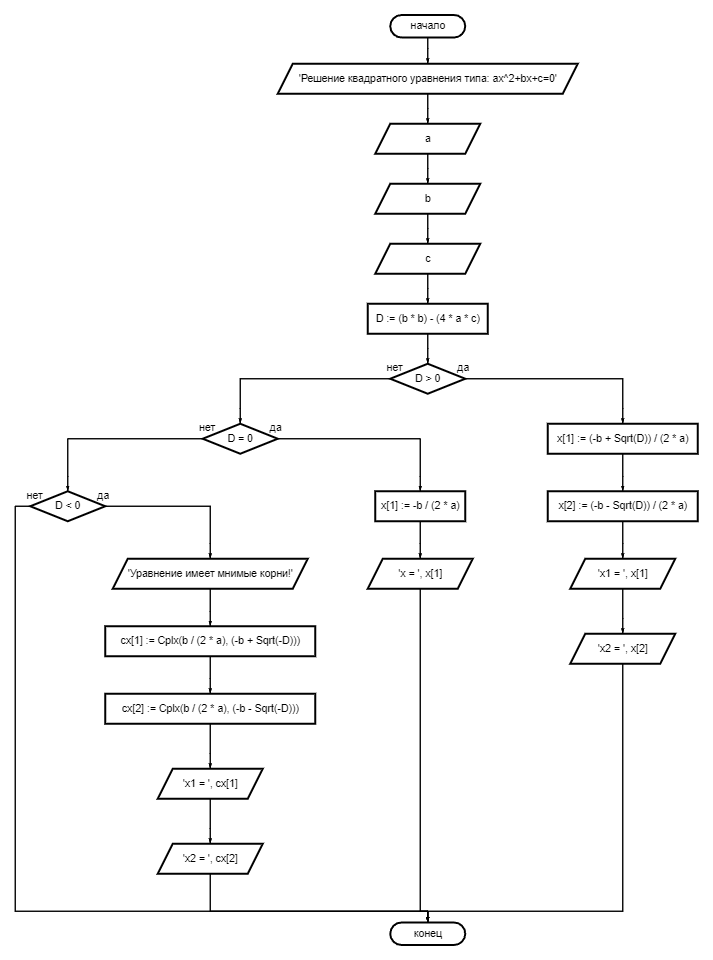 начало
'Решение квадратного уравнения типа: ax^2+bx+c=0'
a
b
c
D := (b * b) - (4 * a * c)
нет
да
D > 0
нет
да
D = 0
x[1] := (-b + Sqrt(D)) / (2 * a)
нет
да
D < 0
x[1] := -b / (2 * a)
x[2] := (-b - Sqrt(D)) / (2 * a)
'Уравнение имеет мнимые корни!'
'x = ', x[1]
'x1 = ', x[1]
cx[1] := Cplx(b / (2 * a), (-b + Sqrt(-D)))
'x2 = ', x[2]
cx[2] := Cplx(b / (2 * a), (-b - Sqrt(-D)))
'x1 = ', cx[1]
'x2 = ', cx[2]
конец